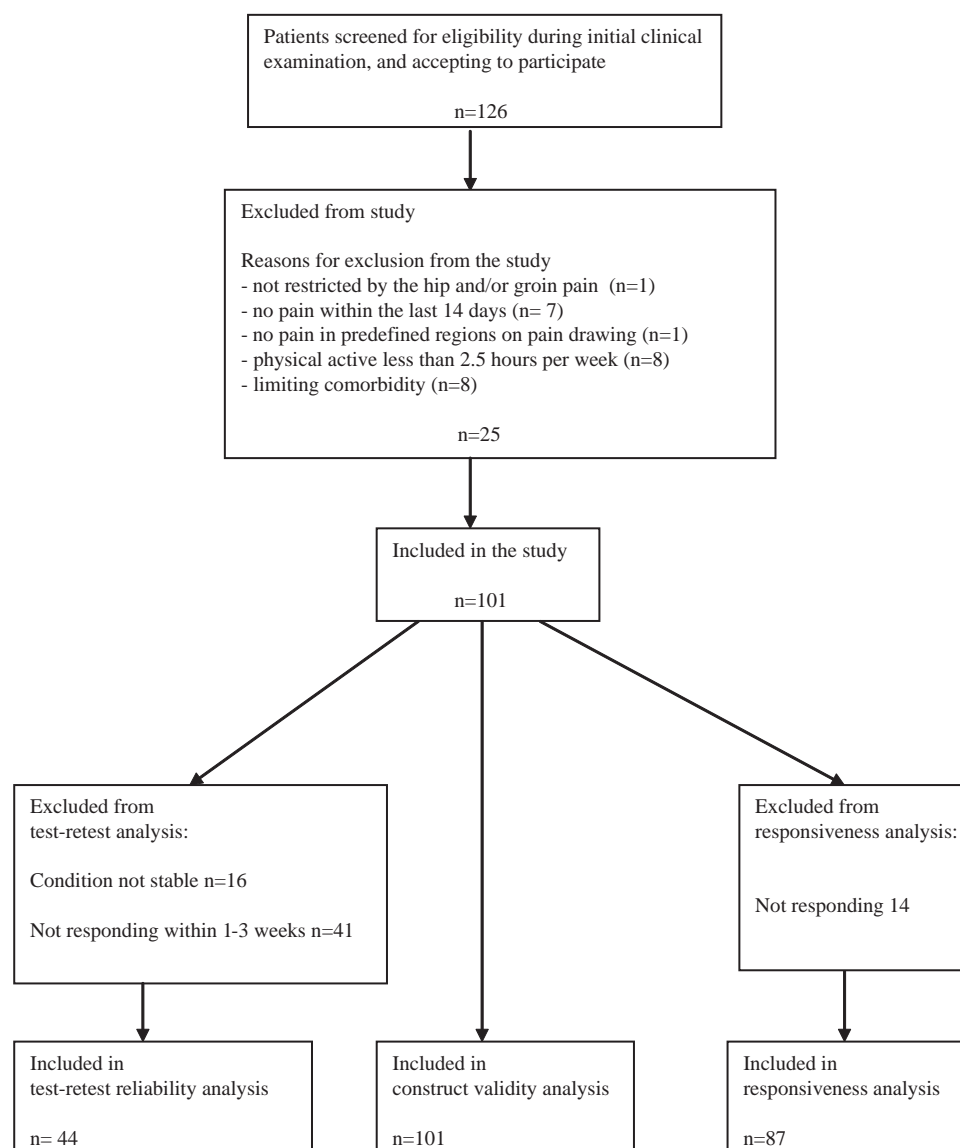 Patients screened for eligibility during initial clinical
examination, and accepting to participate
n=126
Excluded from study
Reasons for exclusion from the study
- not restricted by the hip and/or groin pain (n=1)
- no pain within the last 14 days (n= 7)
- no pain in predefined regions on pain drawing (n=1)
- physical active less than 2.5 hours per week (n=8)
- limiting comorbidity (n=8)
n=25
Included in the study
n=101
Excluded from
test-retest analysis:
Condition not stable n=16
Not responding within 1-3 weeks n=41
Excluded from
responsiveness analysis:
Not responding 14
Included in
test-retest reliability analysis
n= 44
Included in
construct validity analysis
n=101
Included in
responsiveness analysis
n=87